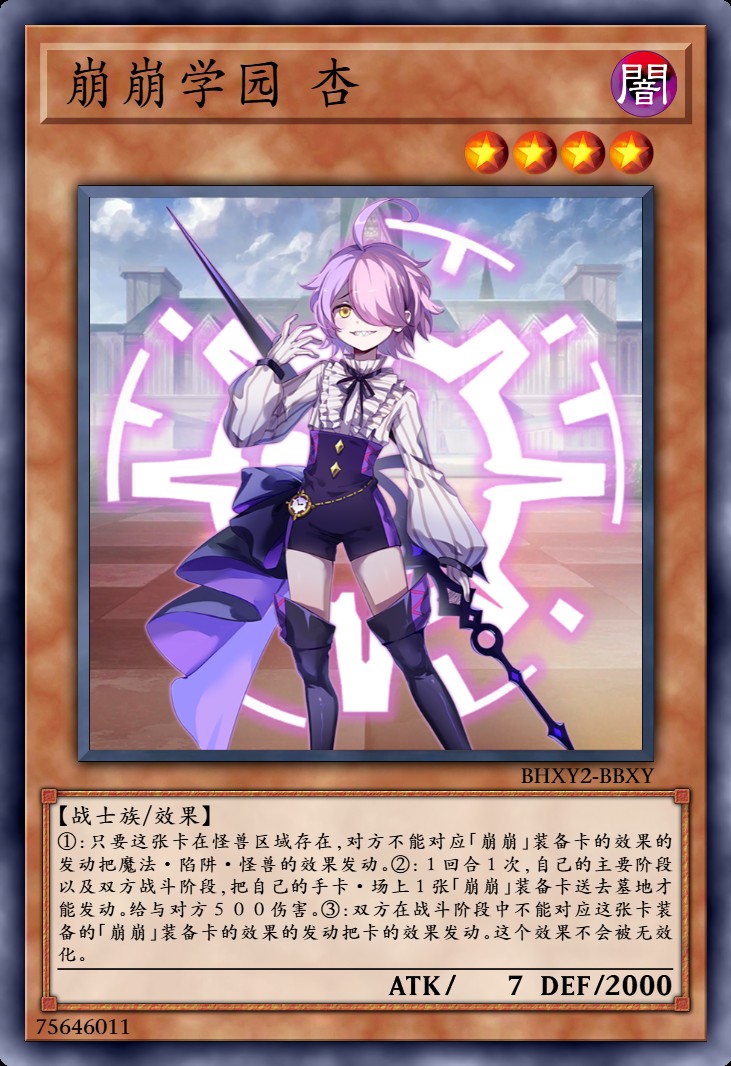 崩崩学园 杏
闇
BHXY2-BBXY
【战士族/效果】
①:只要这张卡在怪兽区域存在,对方不能对应「崩崩」装备卡的效果的
发动把魔法·陷阱·怪兽的效果发动。②:1回合1次,自己的主要阶段
以及双方战斗阶段,把自己的手卡·场上1张「崩崩」装备卡送去墓地才
能发动。给与对方500伤害。③:双方在战斗阶段中不能对应这张卡装
备的「崩崩」装备卡的效果的发动把卡的效果发动。这个效果不会被无效
化。
ATK/ 7 DEF/2000
75646011